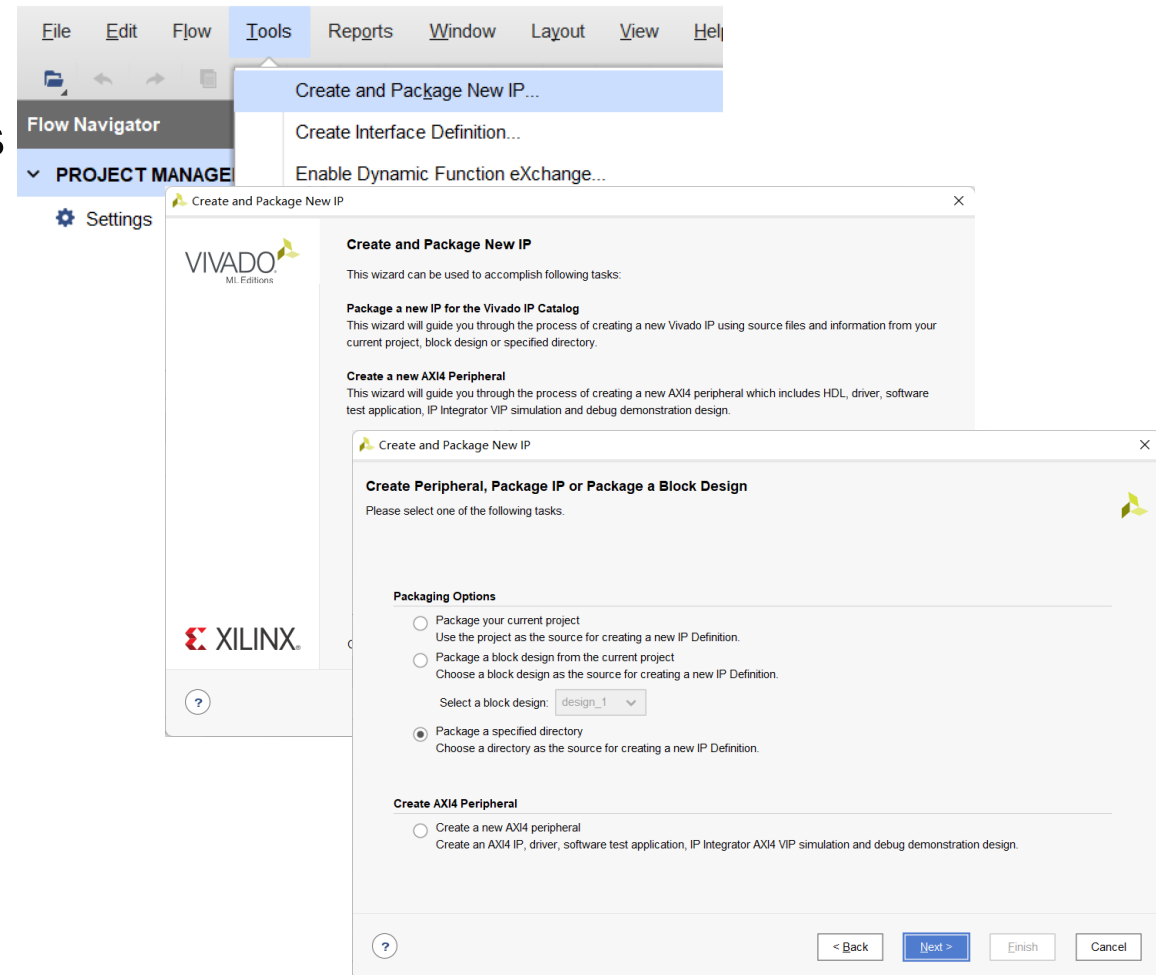 File Edit Flow Tools Reports Window Layout View Hel
Create and Package New IP...
Flow Navigator
s
Create Interface Definition...
PROJECT MANAGE
Enable Dynamic Function eXchange...
Settings
Create and Package New IP
VIVADO.
ML Editions
Create and Package New IP
This wizard can be used to accomplish following tasks:
Package a new IP for the Vivado IP Catalog
This wizard will guide you through the process of creating a new Vivado IP using source files and information from your
current project, block design or specified directory.
Create a new AXI4 Peripheral
This wizard will guide you through the process of creating a new AXI4 peripheral which includes HDL, driver, software
test application, IP Integrator VIP simulation and debug demonstration design.
XILINX.
?
Create and Package New IP
Create Peripheral, Package IP or Package a Block Design
Please select one of the following tasks.
Packaging Options
Package your current project
Use the project as the source for creating a new IP Definition.
Package a block design from the current project
Choose a block design as the source for creating a new IP Definition.
Select a block design: design_1
Package a specified directory
Choose a directory as the source for creating a new IP Definition.
Create AXI4 Peripheral
Create a new AXI4 peripheral
Create an AXI4 IP, driver, software test application, IP Integrator AXI4 VIP simulation and debug demonstration design.
?
< Back
Next >
Finish
Cancel